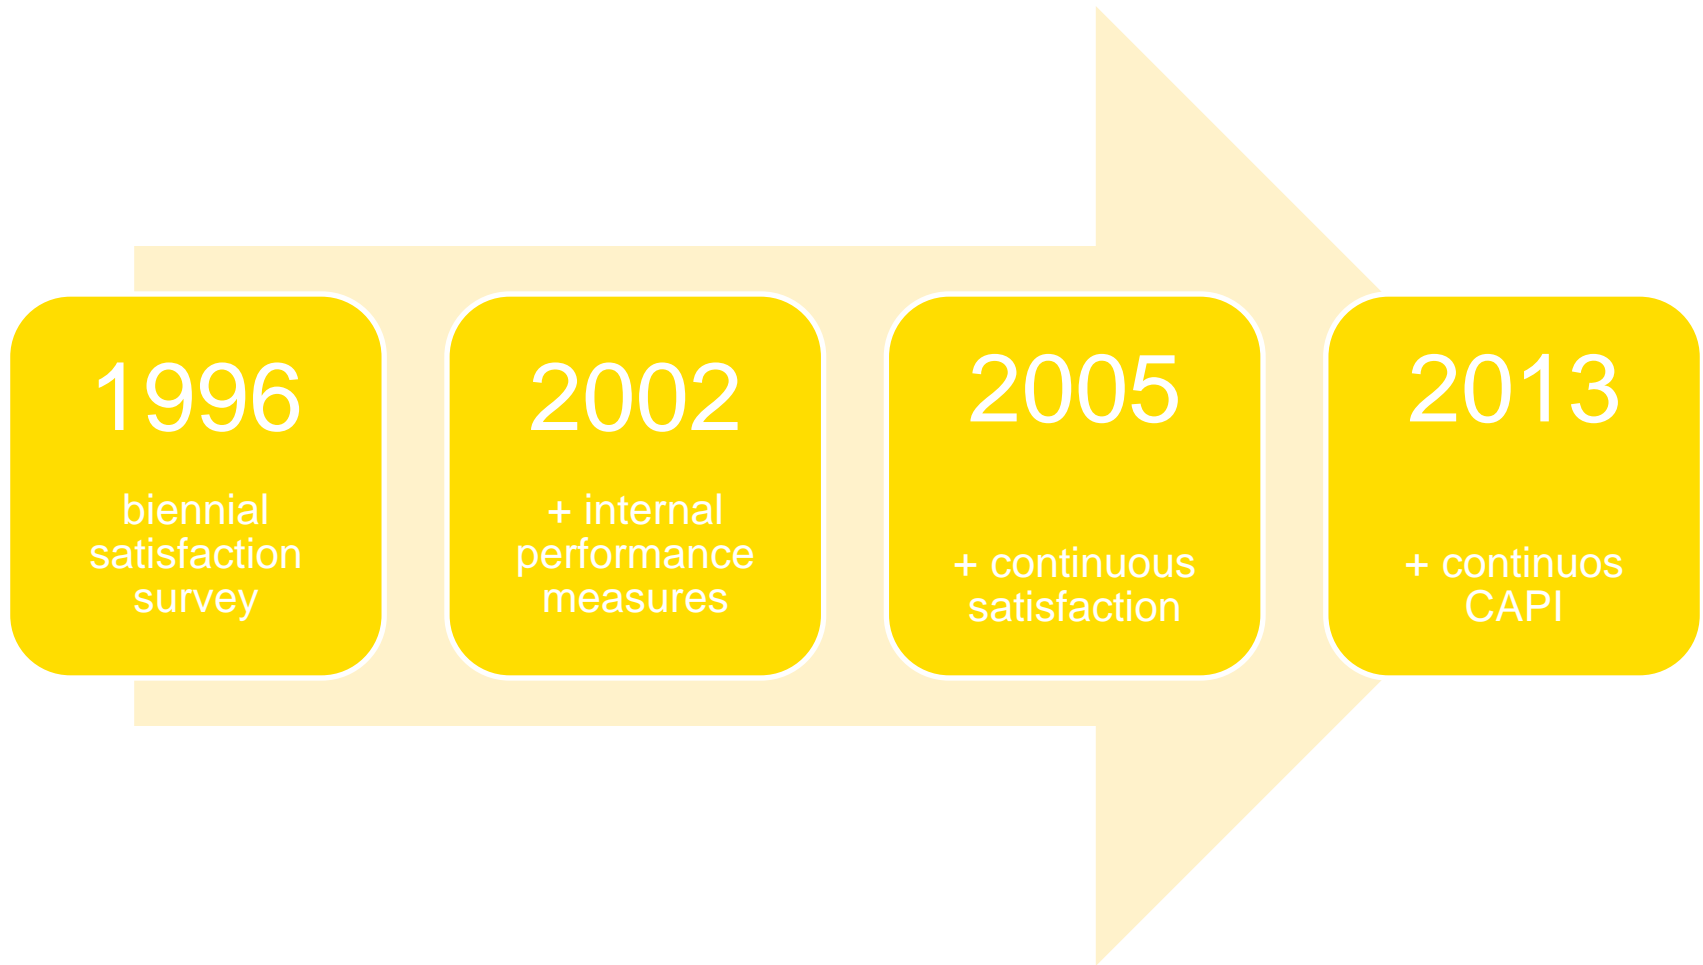 1996
biennial
satisfaction
survey
2002
+ internal
performance
measures
2005
+ continuous
satisfaction
2013
+ continuos
CAPI